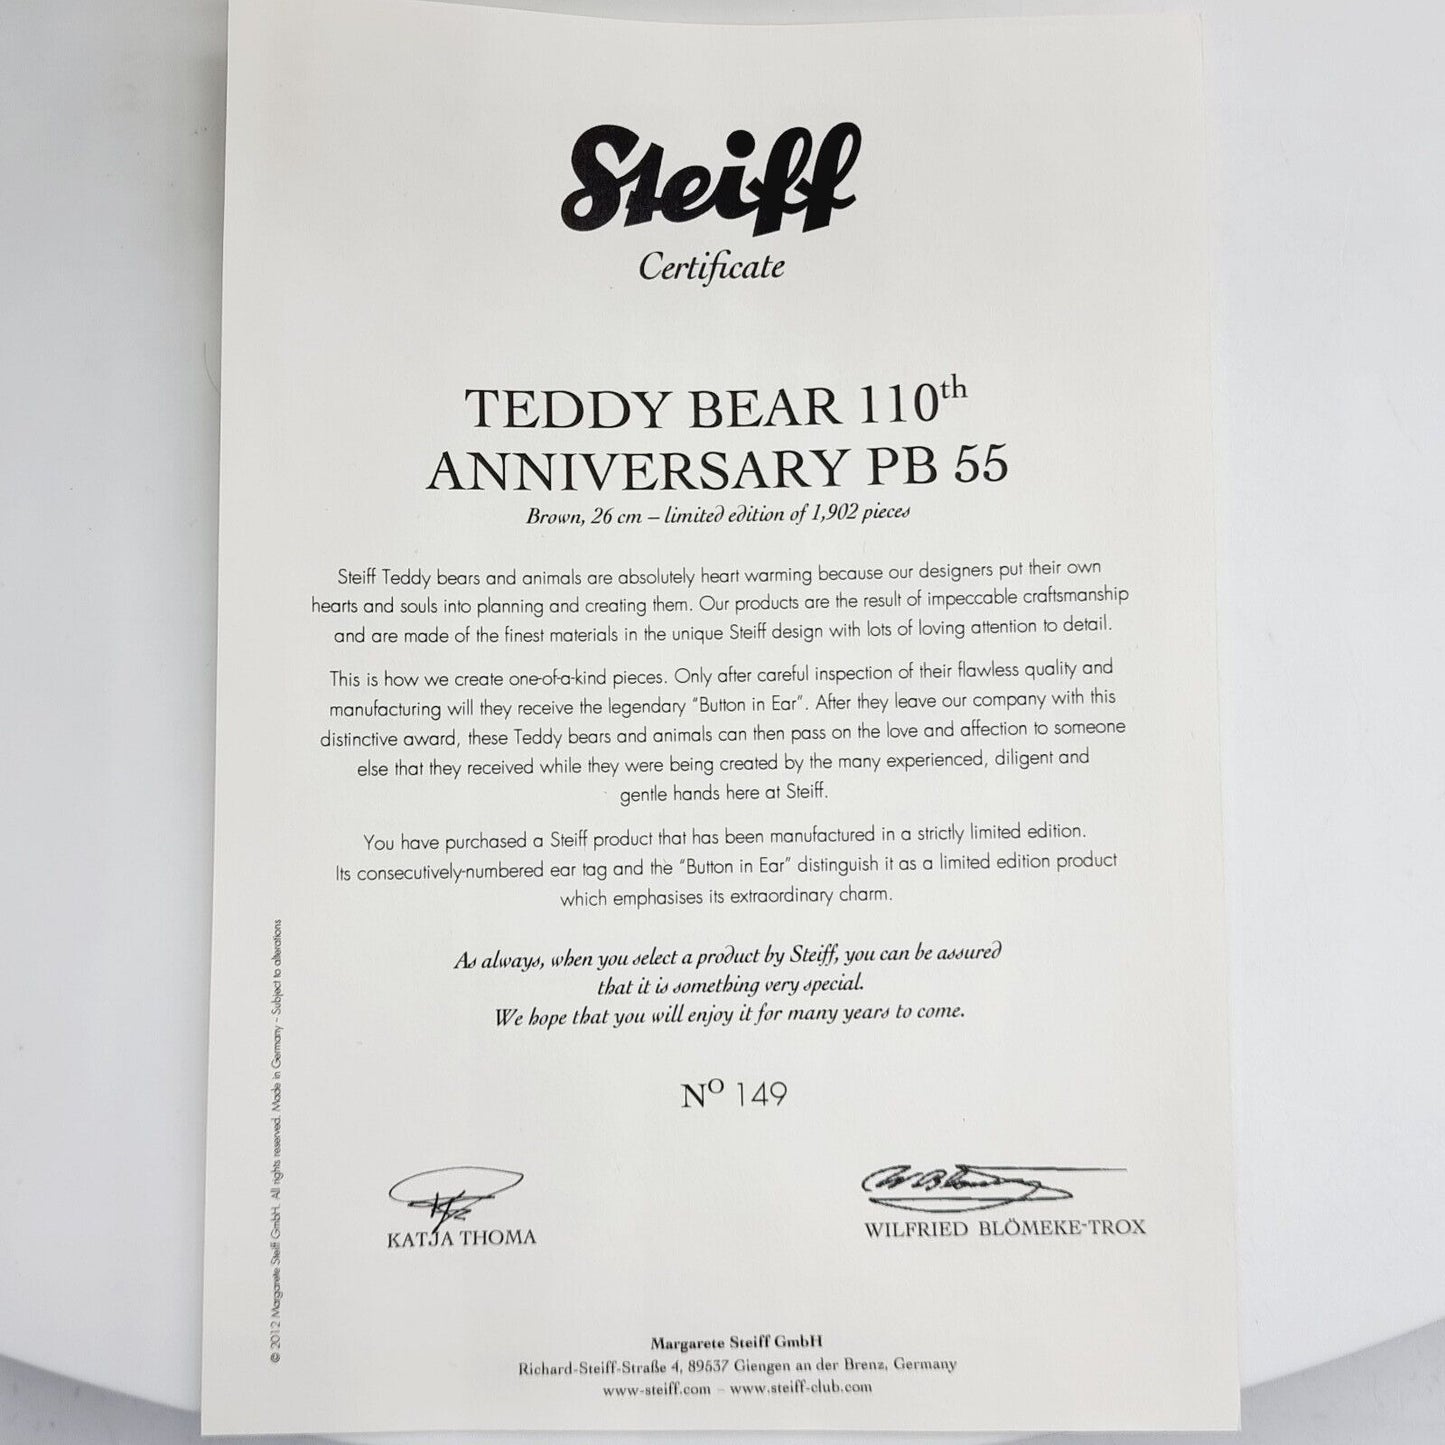 Steiff
Certificate
TEDDY BEAR 110th
ANNIVERSARY PB 55
Brown, 26 cm – limited edition of 1,902 pieces
Steiff Teddy bears and animals are absolutely heart warming because our designers put their own
hearts and souls into planning and creating them. Our products are the result of impeccable craftsmanship
and are made of the finest materials in the unique Steiff design with lots of loving attention to detail.
This is how we create one-of-a-kind pieces. Only after careful inspection of their flawless quality and
manufacturing will they receive the legendary "Button in Ear". After they leave our company with this
distinctive award, these Teddy bears and animals can then pass on the love and affection to someone
else that they received while they were being created by the many experienced, diligent and
gentle hands here at Steiff.
You have purchased a Steiff product that has been manufactured in a strictly limited edition.
Its consecutively-numbered ear tag and the "Button in Ear" distinguish it as a limited edition product
which emphasises its extraordinary charm.
As always, when you select a product by Steiff, you can be assured
that it is something very special.
We hope that you will enjoy it for many years to come.
Nº 149
KATJA THOMA
WILFRIED BLÖMEKE-TROX
Margarete Steiff GmbH
Richard-Steiff-Straße 4, 89537 Giengen an der Brenz, Germany
www-steiff.com – www.steiff-club.com
© 2012 Margarete Steiff GmbH. All rights reserved. Made in Germany - Subject to alterations